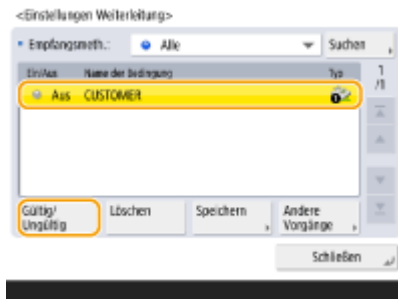 <Einstellungen Weiterleitung>
Empfangsmeth.: Alle Suchen
Ein/Aus Name der Bedingung Typ 1
/1
Aus CUSTOMER
Gültig/ Löschen Speichern Andere
Ungültig Vorgänge
Schließen